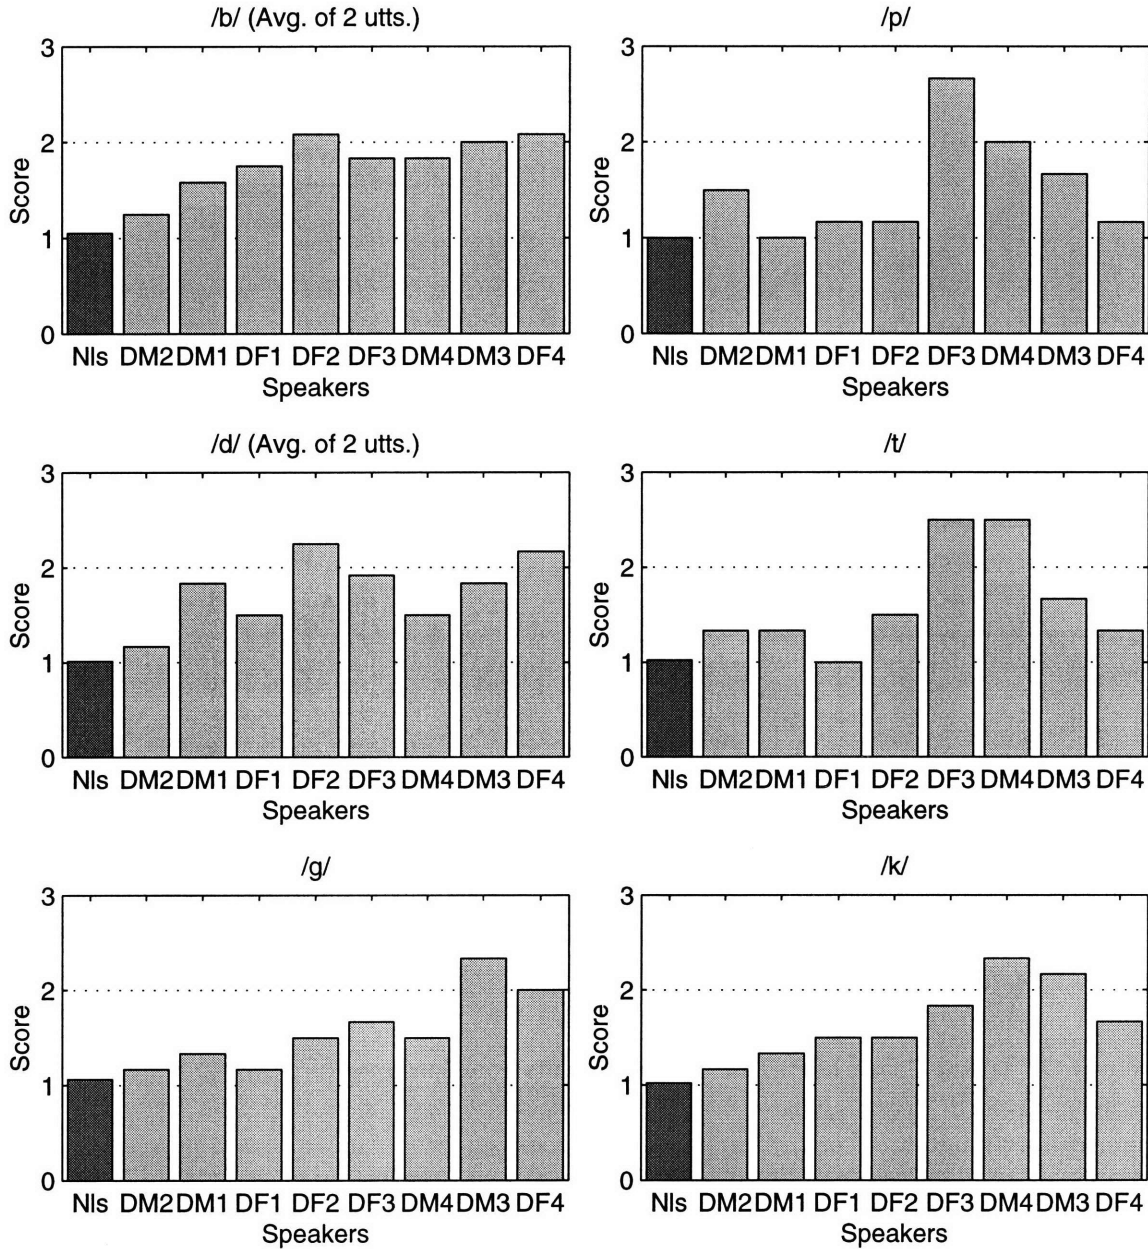 /b/ (Avg. of 2 utts.)
3
2
1
0
Score
Nls DM2 DM1 DF1 DF2 DF3 DM4 DM3 DF4
Speakers
/p/
3
2
1
0
Score
Nls DM2 DM1 DF1 DF2 DF3 DM4 DM3 DF4
Speakers
/d/ (Avg. of 2 utts.)
3
2
1
0
Score
Nls DM2 DM1 DF1 DF2 DF3 DM4 DM3 DF4
Speakers
/t/
3
2
1
0
Score
Nls DM2 DM1 DF1 DF2 DF3 DM4 DM3 DF4
Speakers
/g/
3
2
1
0
Score
Nls DM2 DM1 DF1 DF2 DF3 DM4 DM3 DF4
Speakers
/k/
3
2
1
0
Score
Nls DM2 DM1 DF1 DF2 DF3 DM4 DM3 DF4
Speakers